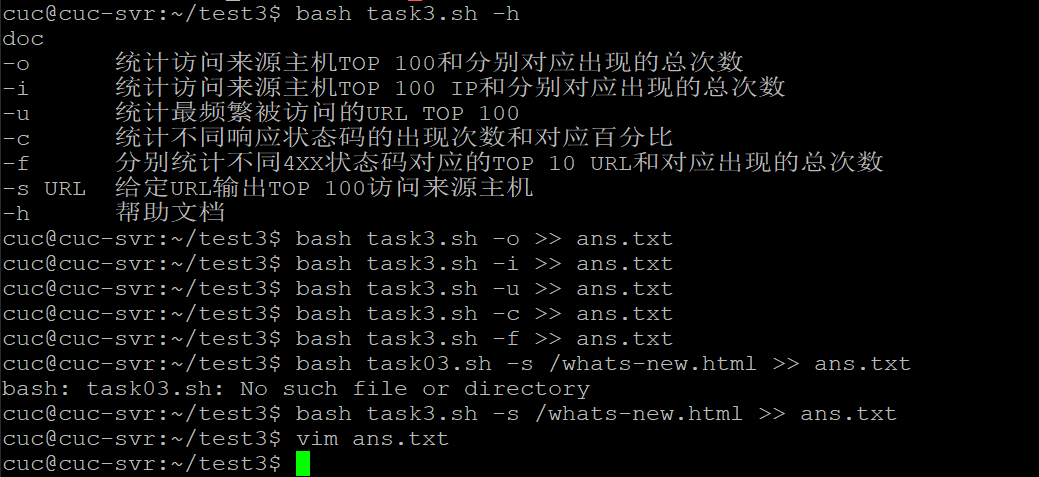 cuc@cuc-svr:~/test3$ bash task3.sh -h
doc
-o 统计访问来源主机TOP 100和分别对应出现的总次数
-i 统计访问来源主机TOP 100 IP和分别对应出现的总次数
-u 统计最频繁被访问的URL TOP 100
-c 统计不同响应状态码的出现次数和对应百分比
-f 分别统计不同4XX状态码对应的TOP 10 URL和对应出现的总次数
-s URL 给定URL输出TOP 100访问来源主机
-h 帮助文档
cuc@cuc-svr:~/test3$ bash task3.sh -o >> ans.txt
cuc@cuc-svr:~/test3$ bash task3.sh -i >> ans.txt
cuc@cuc-svr:~/test3$ bash task3.sh -u >> ans.txt
cuc@cuc-svr:~/test3$ bash task3.sh -c >> ans.txt
cuc@cuc-svr:~/test3$ bash task3.sh -f >> ans.txt
cuc@cuc-svr:~/test3$ bash task03.sh -s /whats-new.html >> ans.txt
bash: task03.sh: No such file or directory
cuc@cuc-svr:~/test3$ bash task3.sh -s /whats-new.html >> ans.txt
cuc@cuc-svr:~/test3$ vim ans.txt
cuc@cuc-svr:~/test3$